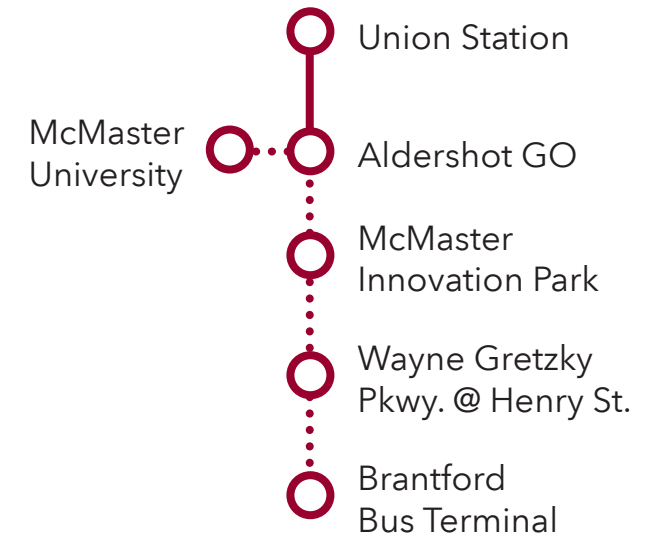 Union Station
McMaster
University
Aldershot GO
McMaster
Innovation Park
Wayne Gretzky
Pkwy. @ Henry St.
Brantford
Bus Terminal